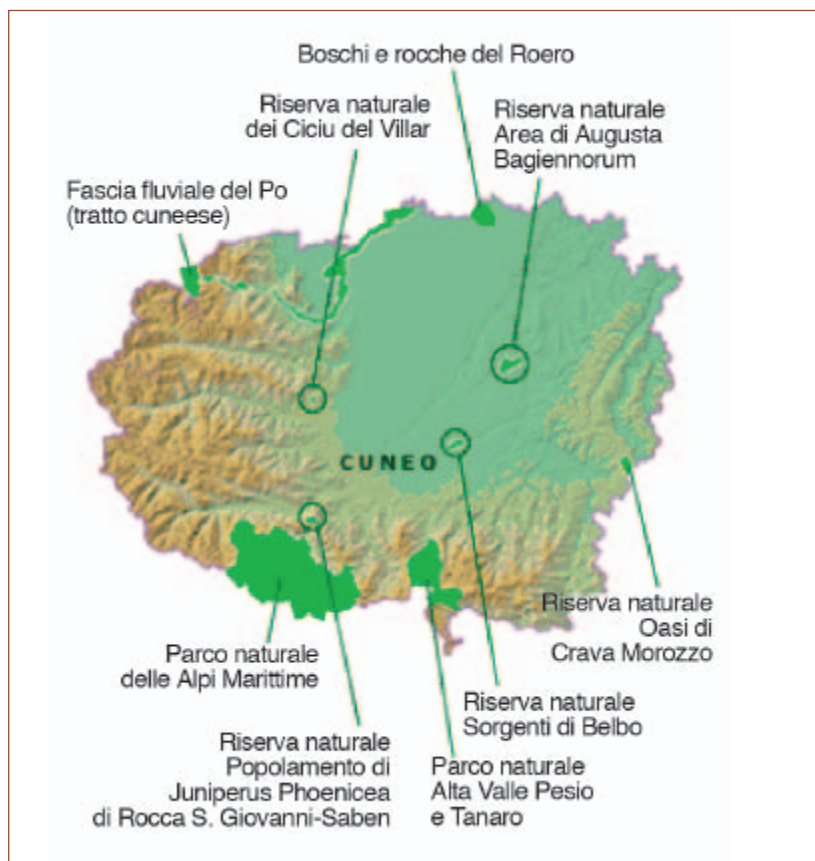 Boschi e rocche del Roero
Riserva naturale
dei Ciciu del Villar
Riserva naturale
Area di Augusta
Bagiennorum
Fascia fluviale del Po
(tratto cuneese)
CUNEO
Riserva naturale
Oasi di
Crava Morozzo
Parco naturale
delle Alpi Marittime
Riserva naturale
Sorgenti di Belbo
Riserva naturale
Popolamento di
Juniperus Phoenicea
di Rocca S. Giovanni-Saben
Parco naturale
Alta Valle Pesio
e Tanaro